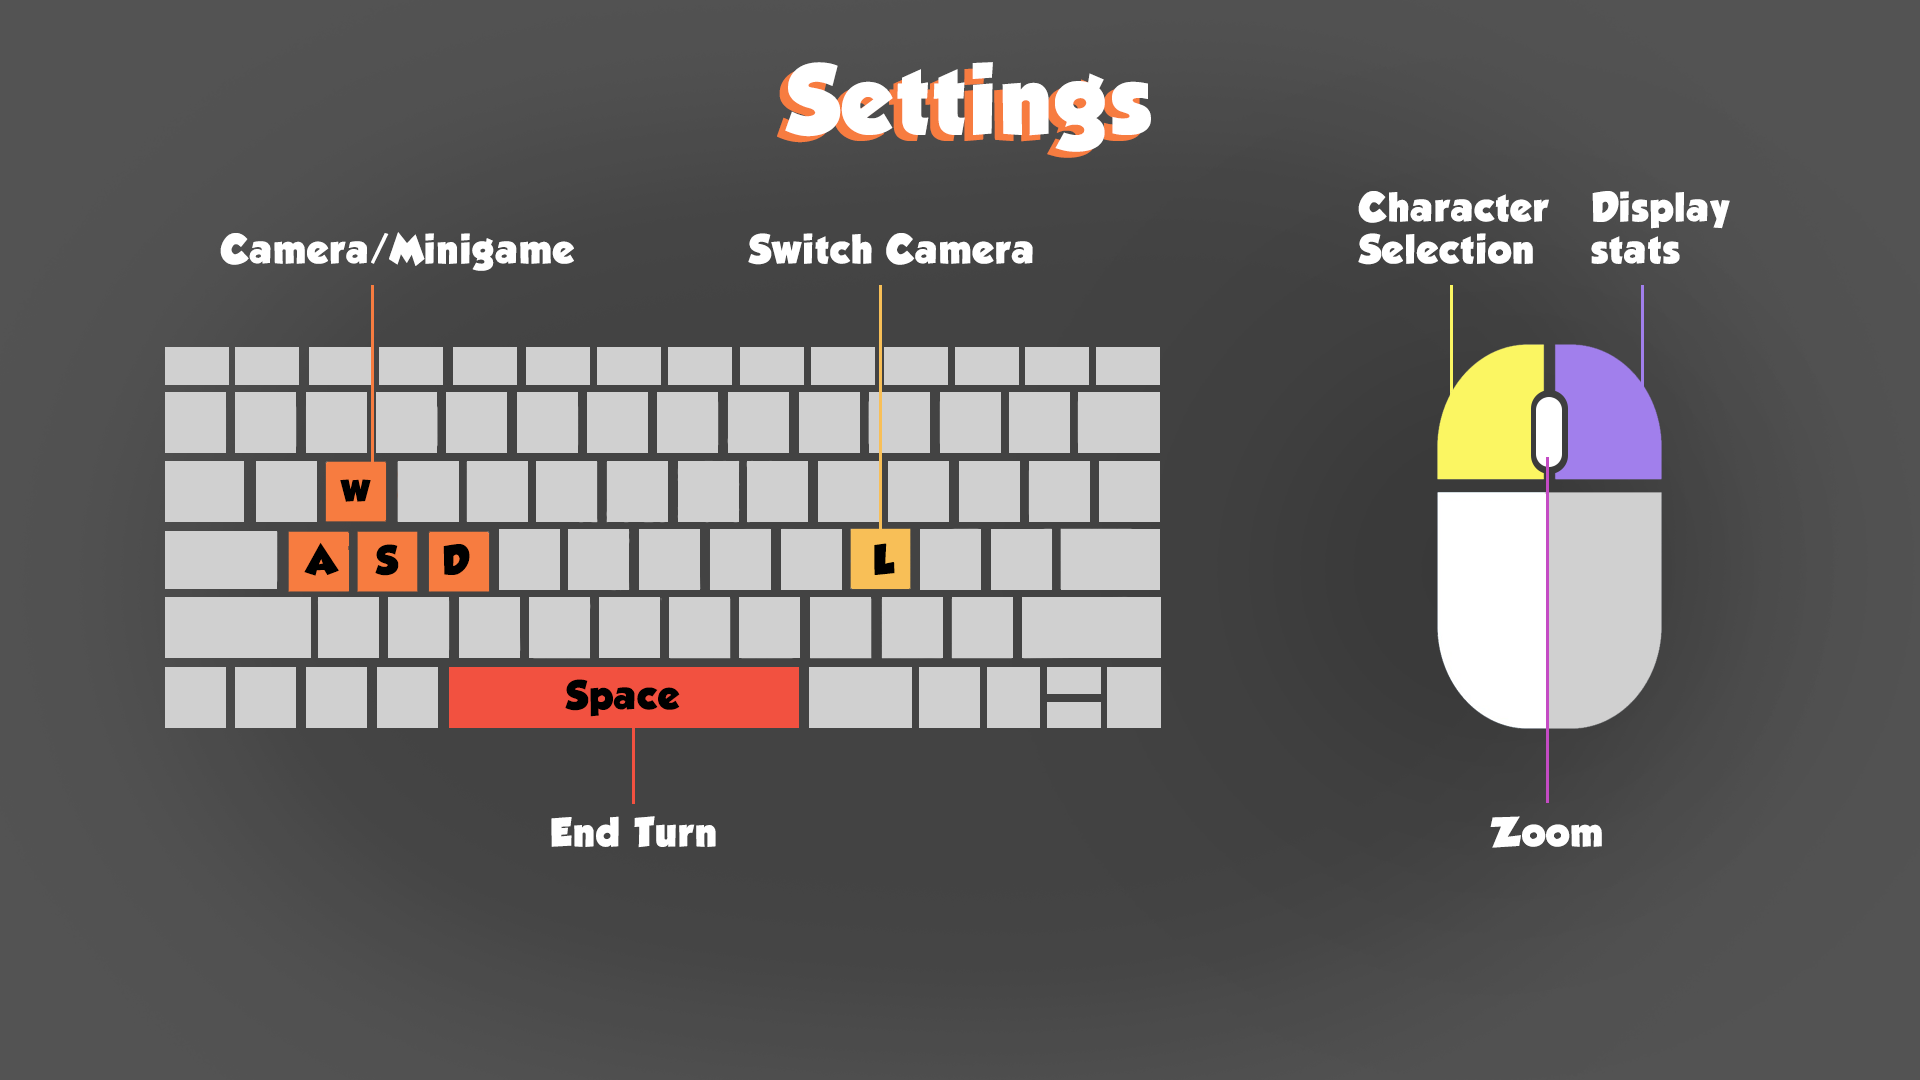 Settings
Camera/Minigame
Switch Camera
Character
Selection
Display
stats
W
A S D
L
Space
End Turn
Zoom